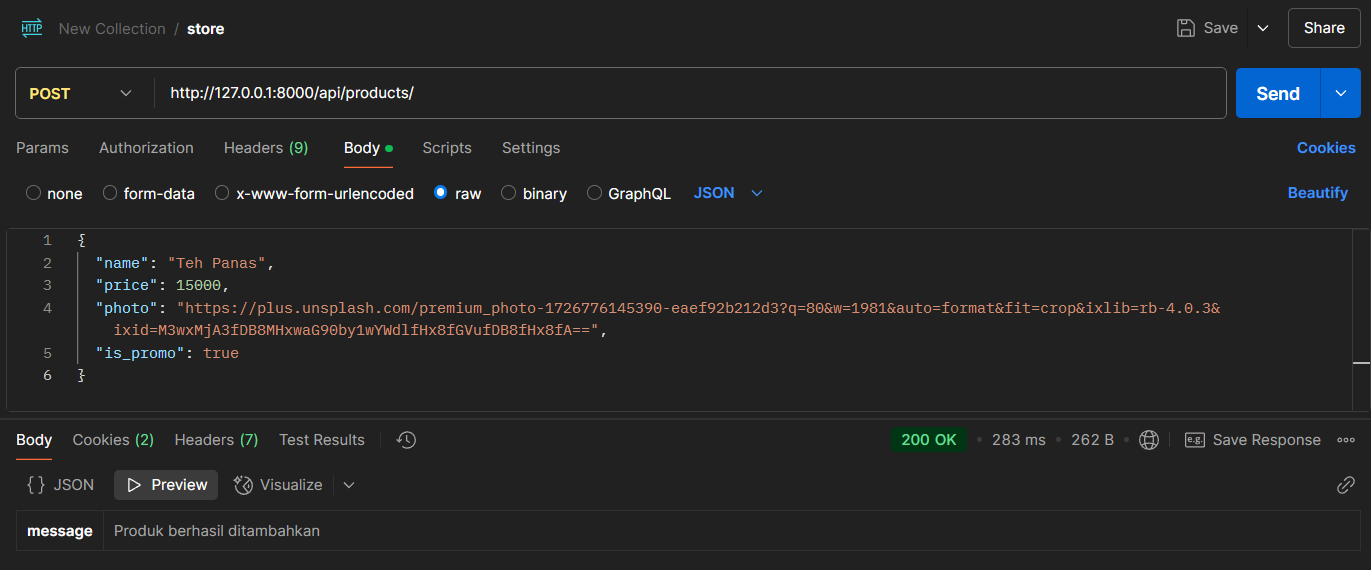 HTTP New Collection / store Save Share
POST http://127.0.0.1:8000/api/products/ Send
Params Authorization Headers (9) Body Scripts Settings Cookies
none form-data x-www-form-urlencoded raw binary GraphQL JSON Beautify
1 {
2 "name": "Teh Panas",
3 "price": 15000,
4 "photo": "https://plus.unsplash.com/premium_photo-1726776145390-eaef92b212d3?q=80&w=1981&auto=format&fit=crop&ixlib=rb-4.0.3&
ixid=M3wxMjA3fDB8MHxwaG90by1wYWdlfHx8fGVufDB8fHx8fA==",
5 "is_promo": true
6 }
Body Cookies (2) Headers (7) Test Results 200 OK • 283 ms • 262 B • e.g. Save Response
{} JSON Preview Visualize
message Produk berhasil ditambahkan